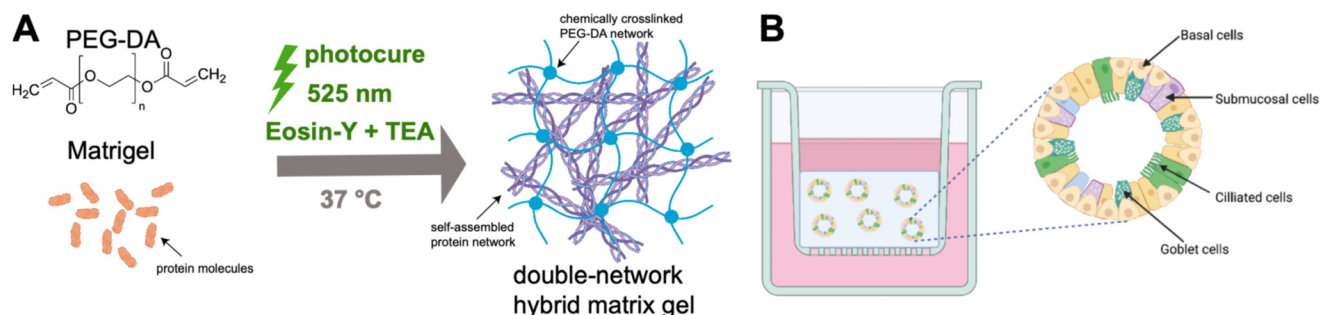 A
PEG-DA
O
O
H₂C
O
CH₂
O
n
Matrigel
protein molecules
photocure
525 nm
Eosin-Y + TEA
37 °C
chemically crosslinked
PEG-DA network
self-assembled
protein network
double-network
hybrid matrix gel
B
Basal cells
Submucosal cells
Cilliated cells
Goblet cells